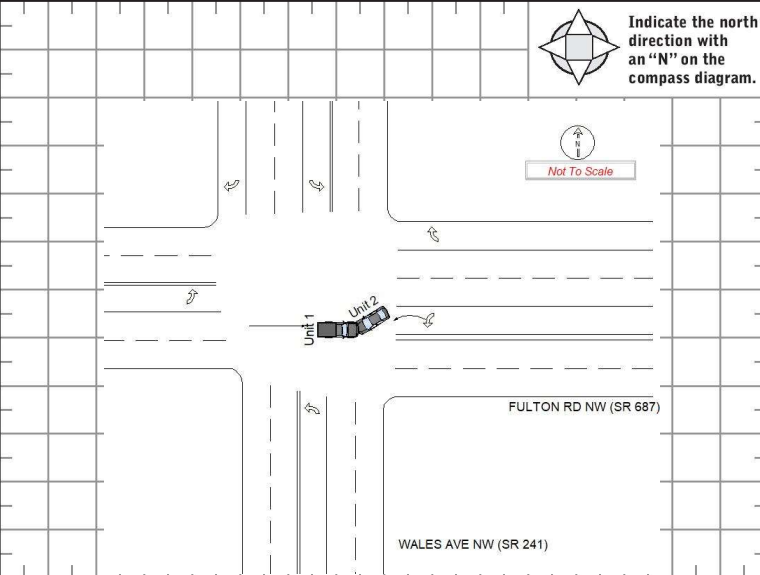 Indicate the north
direction with
an “N” on the
compass diagram.
N
Not To Scale
Unit 1
Unit 2
FULTON RD NW (SR 687)
WALES AVE NW (SR 241)